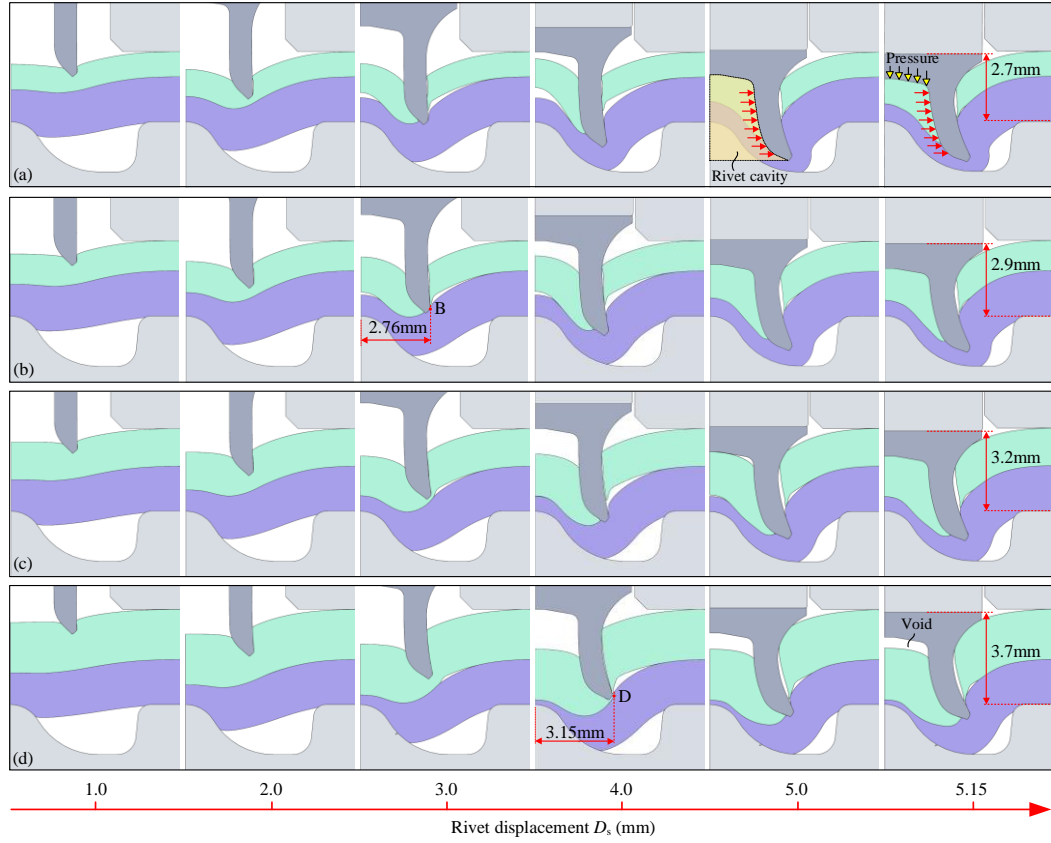 Pressure
2.7mm
Rivet cavity
(a)
2.9mm
B
2.76mm
(b)
3.2mm
(c)
Void
3.7mm
D
3.15mm
(d)
1.0 2.0 3.0 4.0 5.0 5.15
Rivet displacement Ds (mm)